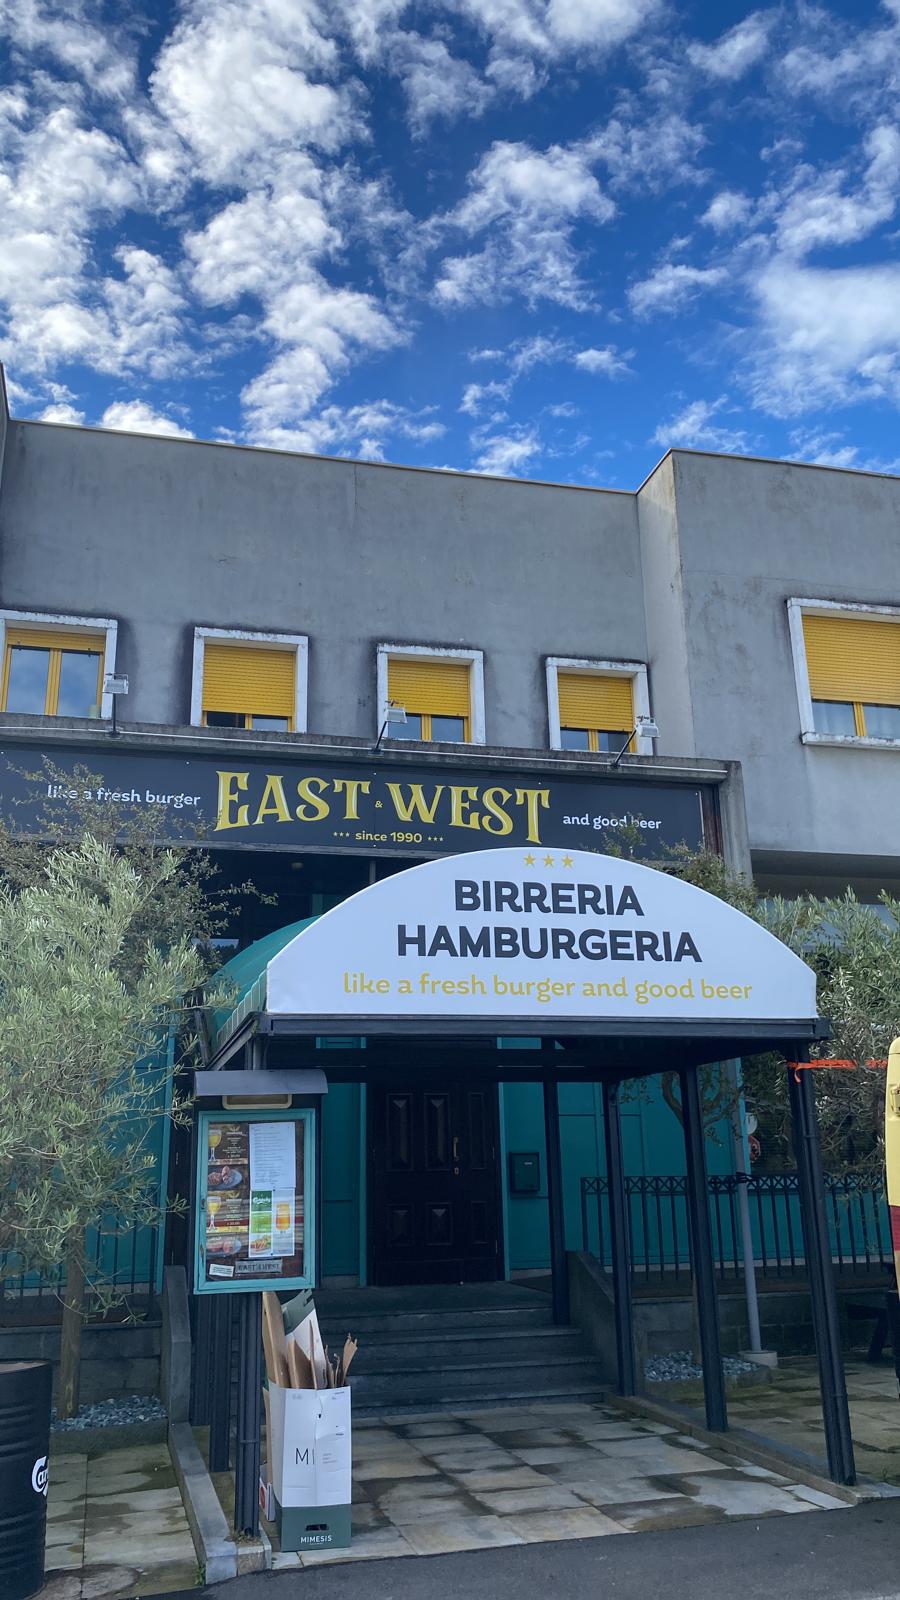 like a fresh burger
EAST & WEST
and good beer
*** since 1990 ***
BIRRERIA
HAMBURGERIA
like a fresh burger and good beer
EAST & WEST
MIMESIS